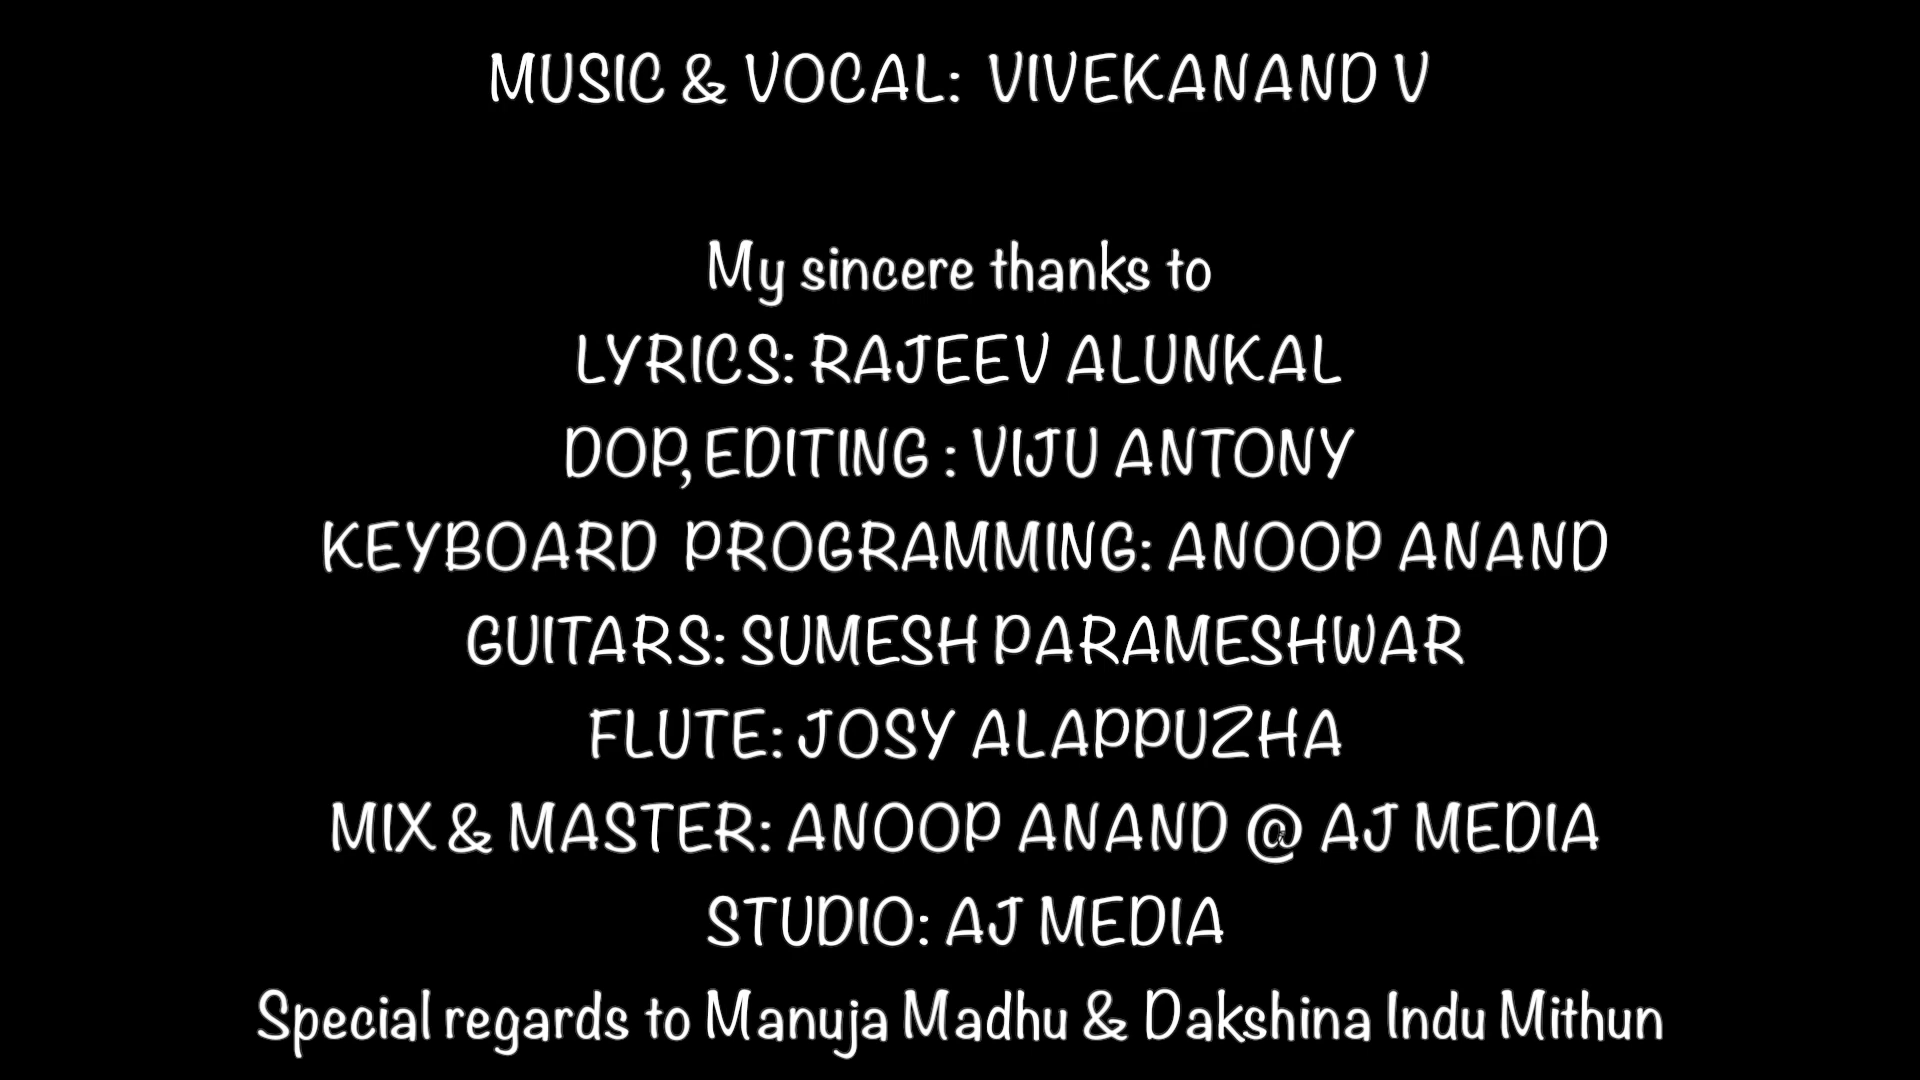 MUSIC & VOCAL: VIVEKANAND V
My sincere thanks to
LYRICS: RAJEEV ALUNKAL
DOP, EDITING : VIJU ANTONY
KEYBOARD PROGRAMMING: ANOOP ANAND
GUITARS: SUMESH PARAMESHWAR
FLUTE: JOSY ALAPPUZHA
MIX & MASTER: ANOOP ANAND @ AJ MEDIA
STUDIO: AJ MEDIA
Special regards to Manuja Madhu & Dakshina Indu Mithun